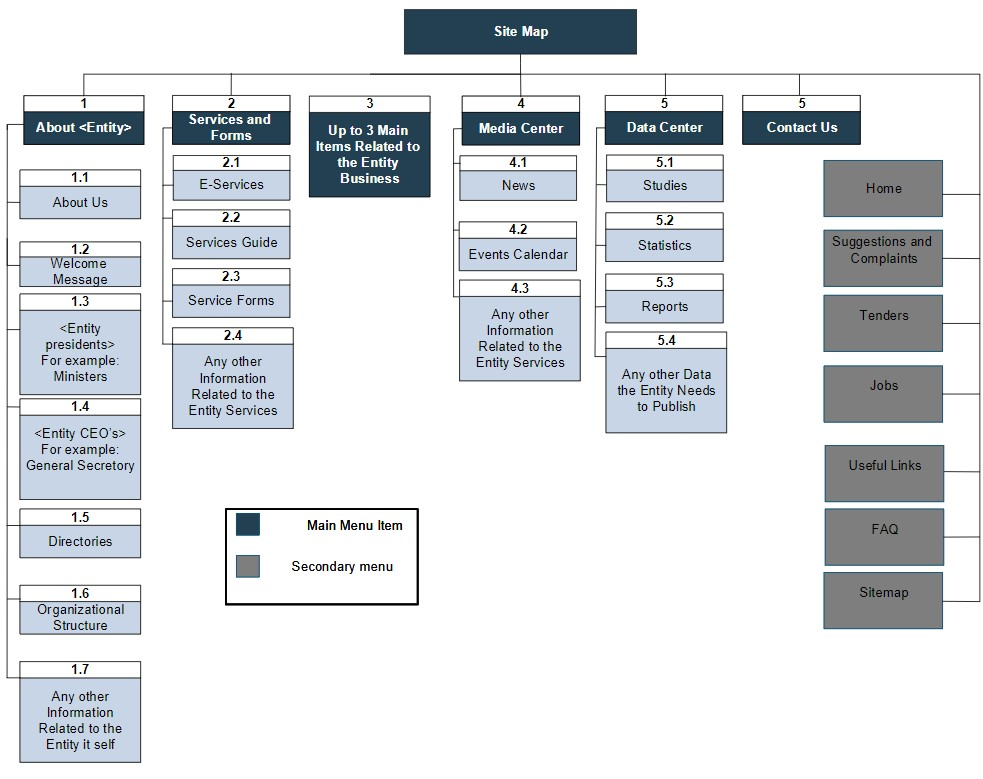 Site Map
1
About <Entity>
1.1
About Us
1.2
Welcome
Message
1.3
<Entity
presidents>
For example:
Ministers
1.4
<Entity CEO's>
For example:
General Secretory
1.5
Directories
1.6
Organizational
Structure
1.7
Any other
Information
Related to the
Entity it self
2
Services and
Forms
2.1
E-Services
2.2
Services Guide
2.3
Service Forms
2.4
Any other
Information
Related to the
Entity Services
3
Up to 3 Main
Items Related to
the Entity
Business
4
Media Center
4.1
News
4.2
Events Calendar
4.3
Any other
Information
Related to the
Entity Services
5
Data Center
5.1
Studies
5.2
Statistics
5.3
Reports
5.4
Any other Data
the Entity Needs
to Publish
5
Contact Us
Home
Suggestions and
Complaints
Tenders
Jobs
Useful Links
FAQ
Sitemap
Main Menu Item
Secondary menu